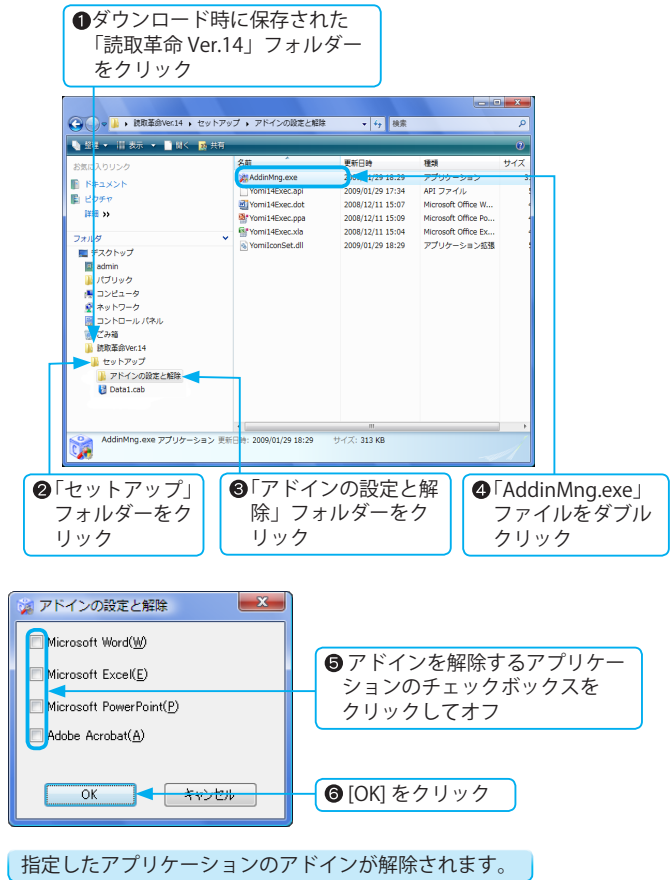 ❶ダウンロード時に保存された
「読取革命 Ver.14」フォルダー
をクリック
読取革命Ver.14 ▸ セットアップ ▸ アドインの設定と解除
検索
整理 表示 開く 共有
お気に入りリンク
ドキュメント
ピクチャ
詳細 »
フォルダ
デスクトップ
admin
パブリック
コンピュータ
ネットワーク
コントロール パネル
ごみ箱
読取革命Ver.14
セットアップ
アドインの設定と解除
Data1.cab
名前 更新日時 種類 サイズ
AddinMng.exe 2009/01/29 18:29 アプリケーション
Yomi14Exec.api 2009/01/29 17:34 API ファイル
Yomi14Exec.dot 2008/12/11 15:07 Microsoft Office W...
Yomi14Exec.ppa 2008/12/11 15:09 Microsoft Office Po...
Yomi14Exec.xla 2008/12/11 15:04 Microsoft Office Ex...
YomiIconSet.dll 2009/01/29 18:29 アプリケーション拡張
AddinMng.exe アプリケーション 更新日時: 2009/01/29 18:29 サイズ: 313 KB
❷「セットアップ」
フォルダーをク
リック
❸「アドインの設定と解
除」フォルダーをク
リック
❹「AddinMng.exe」
ファイルをダブル
クリック
アドインの設定と解除
Microsoft Word(W)
Microsoft Excel(E)
Microsoft PowerPoint(P)
Adobe Acrobat(A)
OK
キャンセル
❺ アドインを解除するアプリケー
ションのチェックボックスを
クリックしてオフ
❻ [OK] をクリック
指定したアプリケーションのアドインが解除されます。